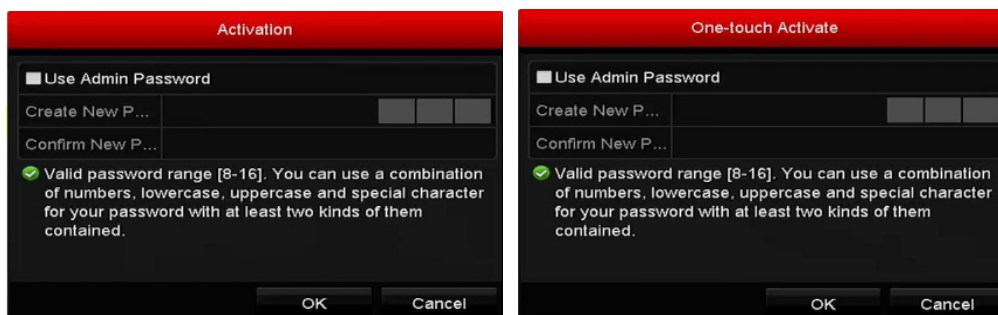 Activation
Use Admin Password
Create New P...
Confirm New P...
Valid password range [8-16]. You can use a combination
of numbers, lowercase, uppercase and special character
for your password with at least two kinds of them
contained.
OK Cancel
One-touch Activate
Use Admin Password
Create New P...
Confirm New P...
Valid password range [8-16]. You can use a combination
of numbers, lowercase, uppercase and special character
for your password with at least two kinds of them
contained.
OK Cancel